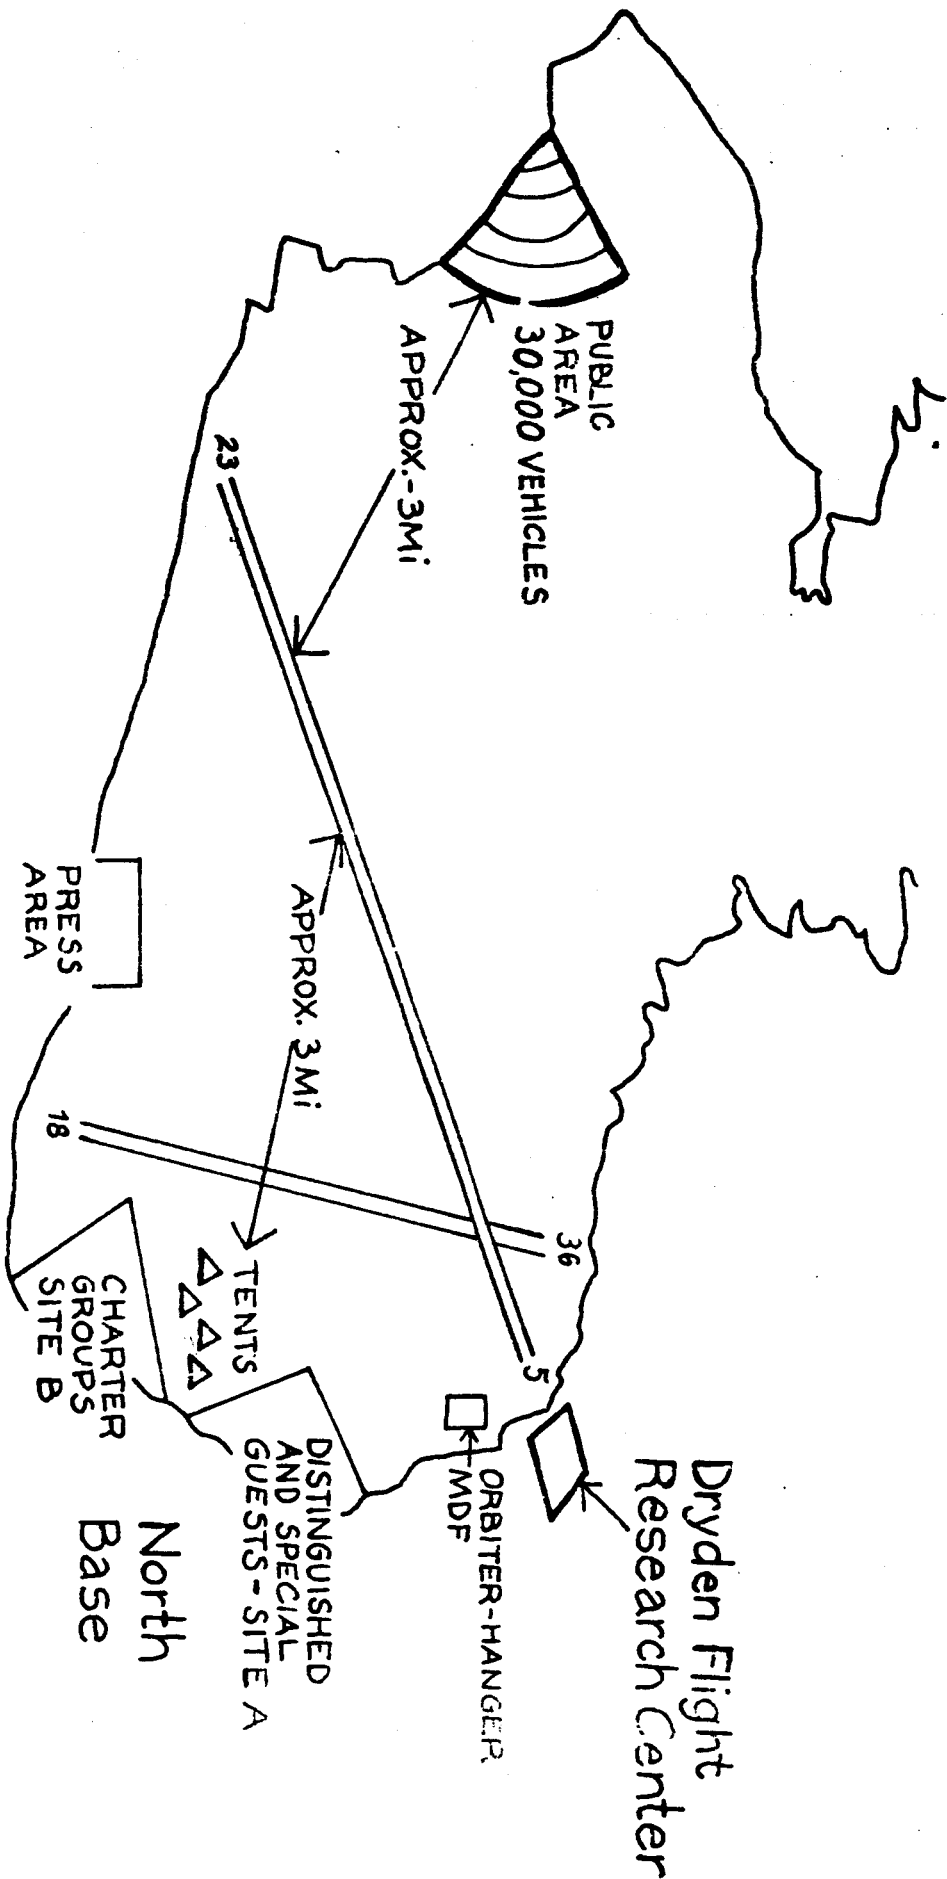 Dryden Flight
Research Center
PUBLIC
AREA
30,000 VEHICLES
APPROX.-3Mi
36
5
ORBITER-HANGER
MDF
23
APPROX. 3Mi
TENTS
DISTINGUISHED
AND SPECIAL
GUESTS-SITE A
18
CHARTER
GROUPS
SITE B
North
Base
PRESS
AREA